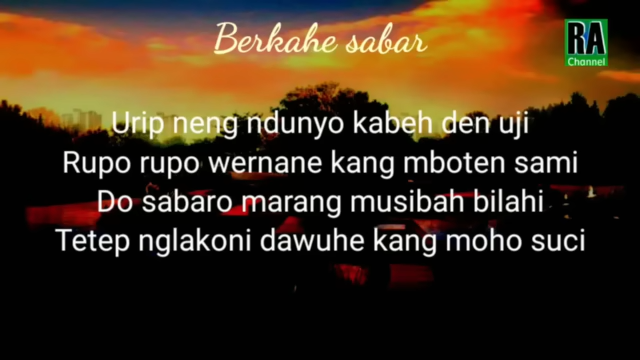 Berkahe sabar
RA
Channel
Urip neng ndunyo kabeh den uji
Rupo rupo wernane kang mboten sami
Do sabaro marang musibah bilahi
Tetep nglakoni dawuhe kang moho suci